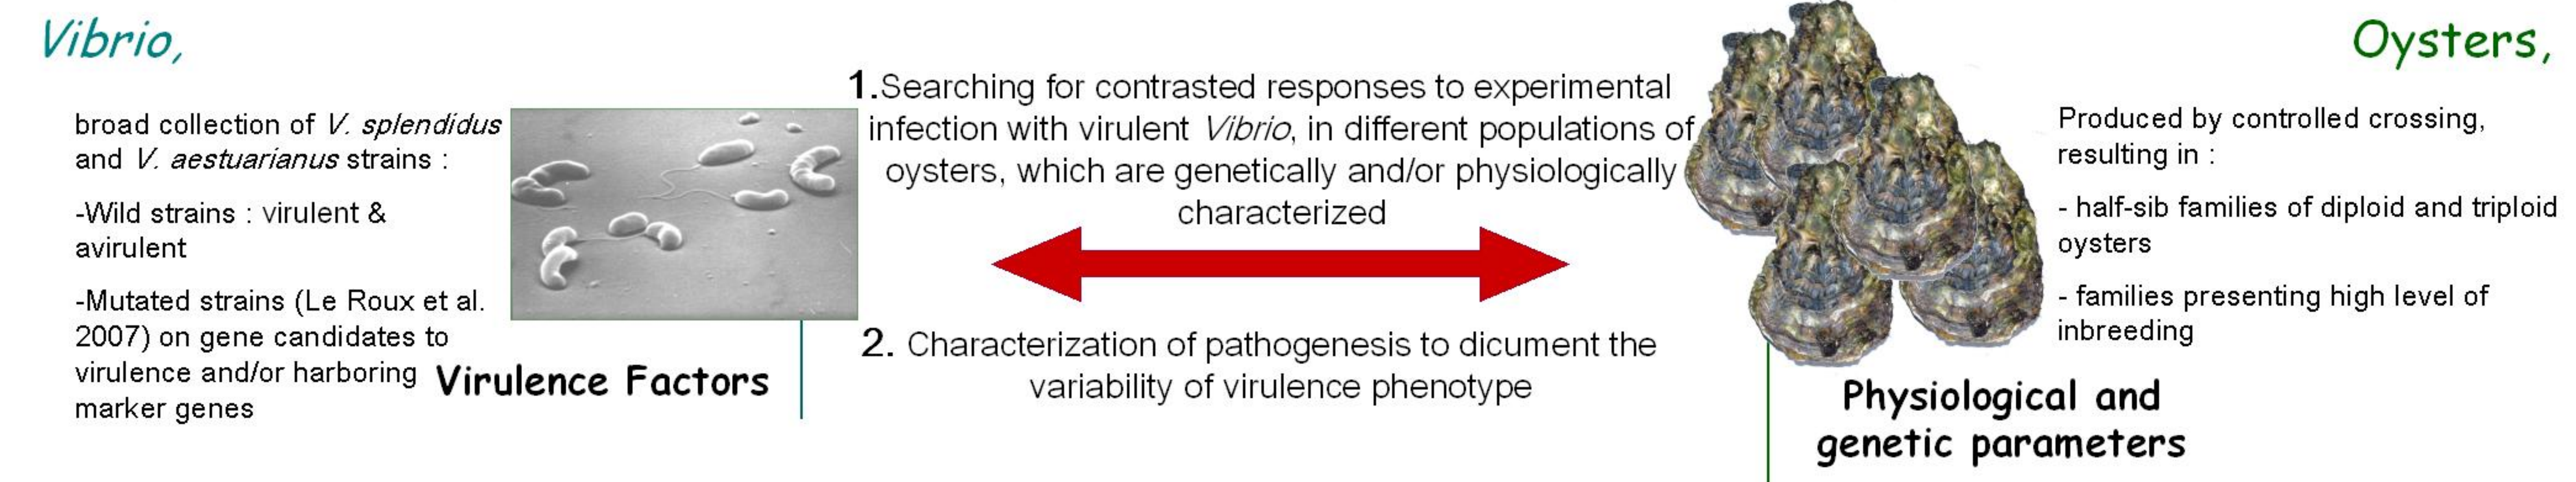 Vibrio,
broad collection of V. splendidus
and V. aestuarianus strains :
-Wild strains : virulent &
avirulent
-Mutated strains (Le Roux et al.
2007) on gene candidates to
virulence and/or harboring
marker genes
Virulence Factors
1.Searching for contrasted responses to experimental
infection with virulent Vibrio, in different populations of
oysters, which are genetically and/or physiologically
characterized
2. Characterization of pathogenesis to dicument the
variability of virulence phenotype
Oysters,
Produced by controlled crossing,
resulting in :
- half-sib families of diploid and triploid
oysters
- families presenting high level of
inbreeding
Physiological and
genetic parameters